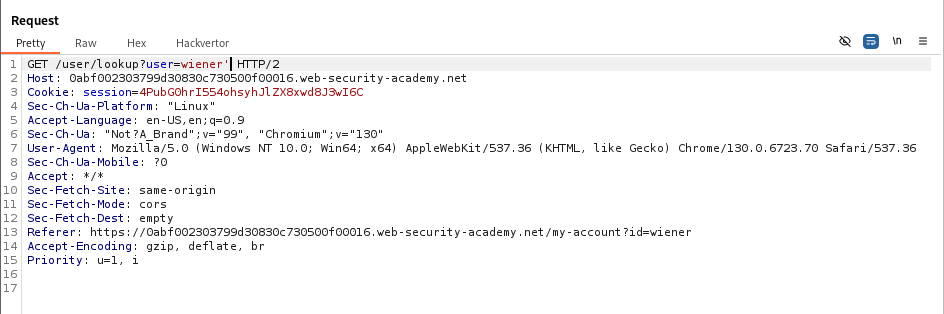 Request
Pretty Raw Hex Hackvertor \n
1 GET /user/lookup?user=wiener' HTTP/2
2 Host: 0abf002303799d30830c730500f00016.web-security-academy.net
3 Cookie: session=4PubG0hrI554ohsyhJlZX8xwd8J3wI6C
4 Sec-Ch-Ua-Platform: "Linux"
5 Accept-Language: en-US,en;q=0.9
6 Sec-Ch-Ua: "Not?A_Brand";v="99", "Chromium";v="130"
7 User-Agent: Mozilla/5.0 (Windows NT 10.0; Win64; x64) AppleWebKit/537.36 (KHTML, like Gecko) Chrome/130.0.6723.70 Safari/537.36
8 Sec-Ch-Ua-Mobile: ?0
9 Accept: */*
10 Sec-Fetch-Site: same-origin
11 Sec-Fetch-Mode: cors
12 Sec-Fetch-Dest: empty
13 Referer: https://0abf002303799d30830c730500f00016.web-security-academy.net/my-account?id=wiener
14 Accept-Encoding: gzip, deflate, br
15 Priority: u=1, i
16
17